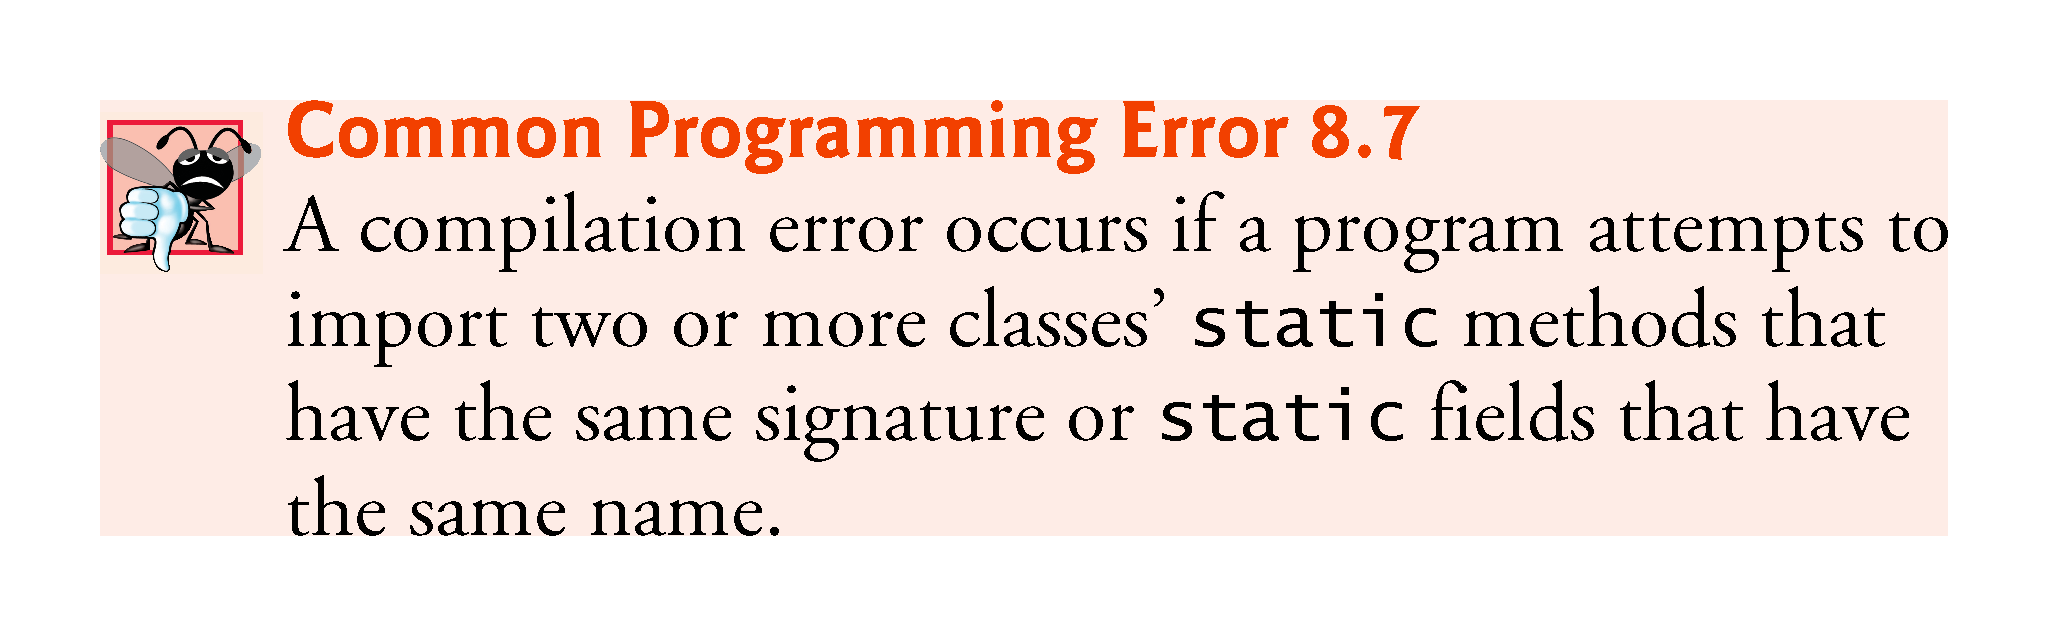 Common Programming Error 8.7
A compilation error occurs if a program attempts to
import two or more classes’ static methods that
have the same signature or static fields that have
the same name.